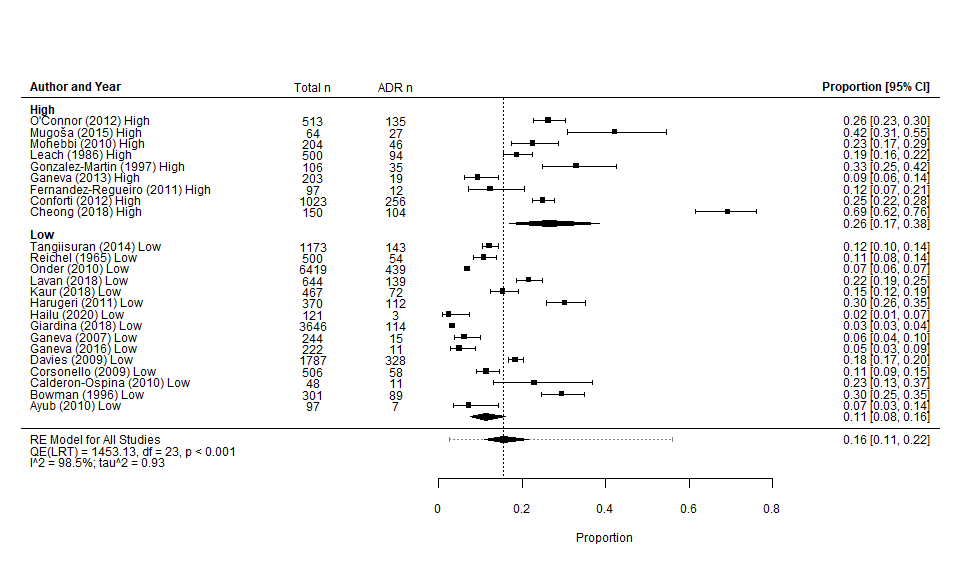 Author and Year Total n ADR n Proportion [95% CI]
High
O'Connor (2012) High 513 135 0.26 [0.23, 0.30]
Mugoša (2015) High 64 27 0.42 [0.31, 0.55]
Mohebbi (2010) High 204 46 0.23 [0.17, 0.29]
Leach (1986) High 500 94 0.19 [0.16, 0.22]
Gonzalez-Martin (1997) High 106 35 0.33 [0.25, 0.42]
Ganeva (2013) High 203 19 0.09 [0.06, 0.14]
Fernandez-Regueiro (2011) High 97 12 0.12 [0.07, 0.21]
Conforti (2012) High 1023 256 0.25 [0.22, 0.28]
Cheong (2018) High 150 104 0.69 [0.62, 0.76]
0.26 [0.17, 0.38]
Low
Tangiisuran (2014) Low 1173 143 0.12 [0.10, 0.14]
Reichel (1965) Low 500 54 0.11 [0.08, 0.14]
Onder (2010) Low 6419 439 0.07 [0.06, 0.07]
Lavan (2018) Low 644 139 0.22 [0.19, 0.25]
Kaur (2018) Low 467 72 0.15 [0.12, 0.19]
Harugeri (2011) Low 370 112 0.30 [0.26, 0.35]
Hailu (2020) Low 121 3 0.02 [0.01, 0.07]
Giardina (2018) Low 3646 114 0.03 [0.03, 0.04]
Ganeva (2007) Low 244 15 0.06 [0.04, 0.10]
Ganeva (2016) Low 222 11 0.05 [0.03, 0.09]
Davies (2009) Low 1787 328 0.18 [0.17, 0.20]
Corsonello (2009) Low 506 58 0.11 [0.09, 0.15]
Calderon-Ospina (2010) Low 48 11 0.23 [0.13, 0.37]
Bowman (1996) Low 301 89 0.30 [0.25, 0.35]
Ayub (2010) Low 97 7 0.07 [0.03, 0.14]
0.11 [0.08, 0.16]
RE Model for All Studies 0.16 [0.11, 0.22]
QE(LRT) = 1453.13, df = 23, p < 0.001
I^2 = 98.5%; tau^2 = 0.93
0 0.2 0.4 0.6 0.8
Proportion